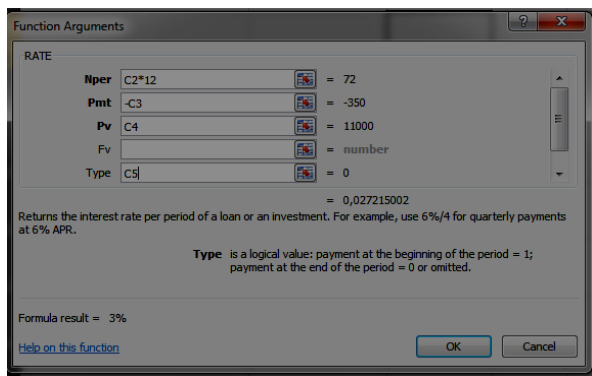 Function Arguments
RATE
Nper C2*12 = 72
Pmt -C3 = -350
Pv C4 = 11000
Fv = number
Type C5 = 0
= 0,027215002
Returns the interest rate per period of a loan or an investment. For example, use 6%/4 for quarterly payments
at 6% APR.
Type is a logical value: payment at the beginning of the period = 1;
payment at the end of the period = 0 or omitted.
Formula result = 3%
Help on this function OK Cancel